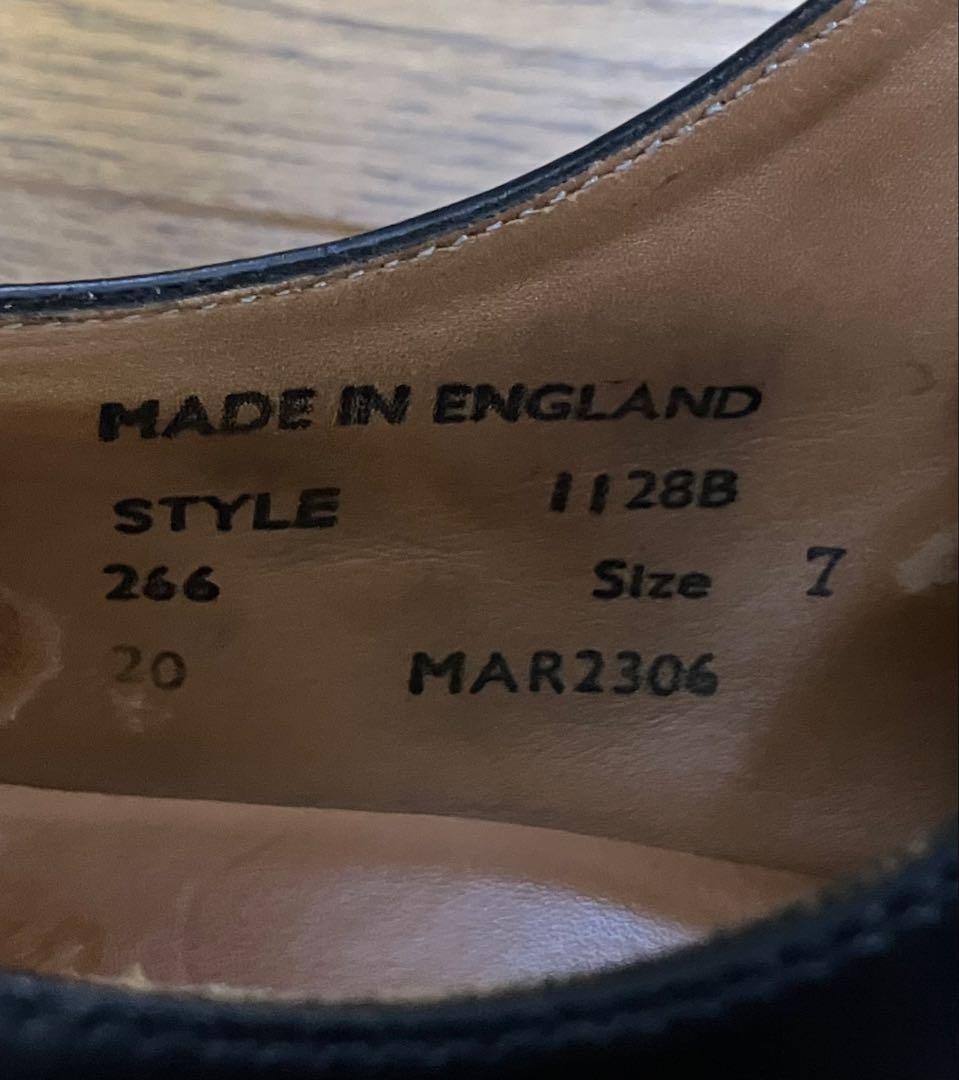 MADE IN ENGLAND
STYLE 1128B
266 Size 7
20 MAR2306